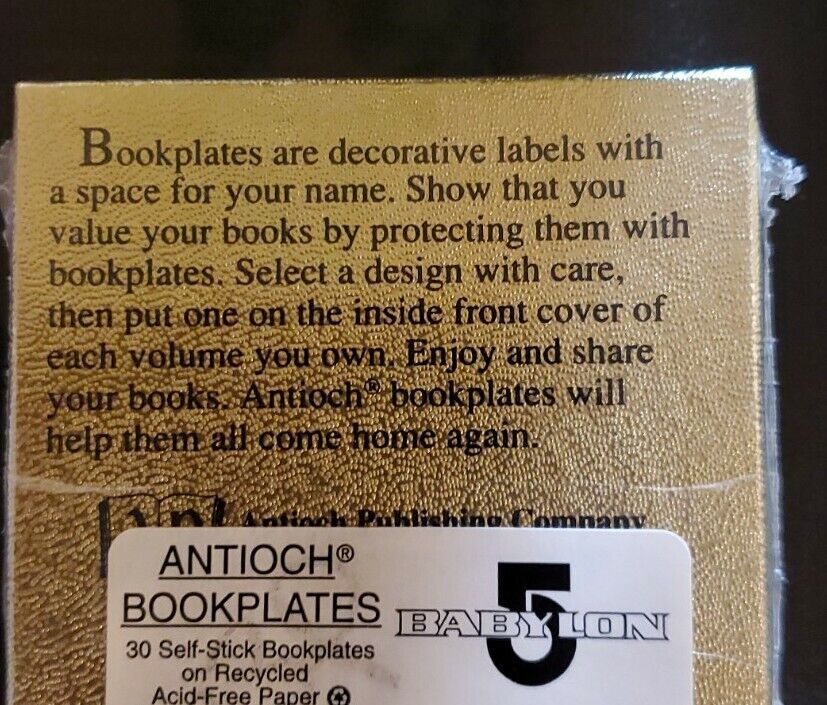 Bookplates are decorative labels with
a space for your name. Show that you
value your books by protecting them with
bookplates. Select a design with care,
then put one on the inside front cover of
each volume you own. Enjoy and share
your books. Antioch® bookplates will
help them all come home again.
Antioch Publishing Company
ANTIOCH®
BOOKPLATES
30 Self-Stick Bookplates
on Recycled
Acid-Free Paper
BABYLON
5